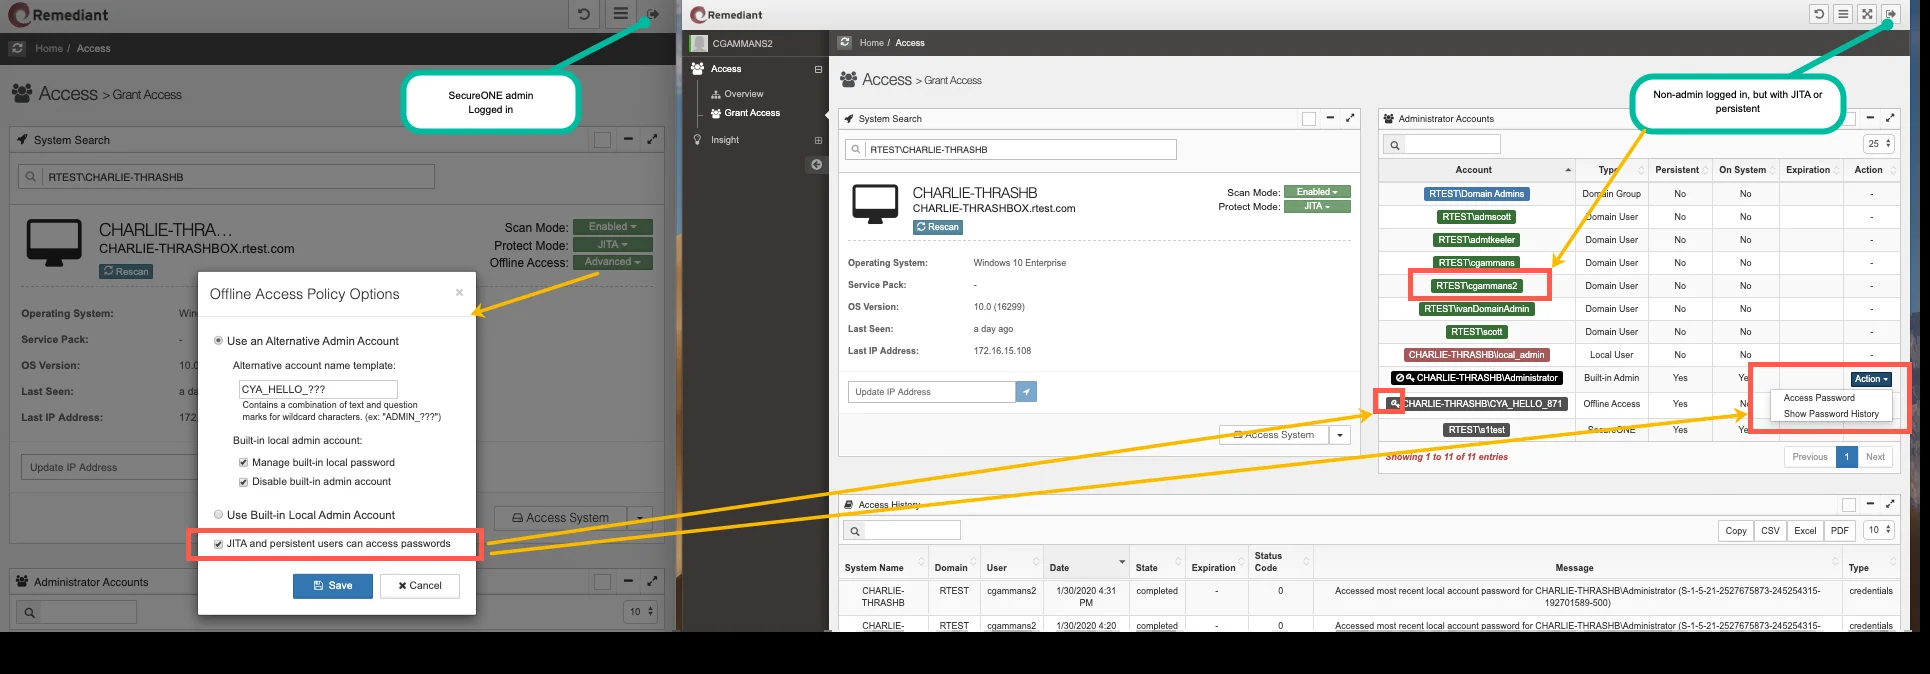 Remediant
Home / Access
SecureONE admin
Logged in
Access > Grant Access
System Search
RTEST\CHARLIE-THRASHB
CHARLIE-THRA...
CHARLIE-THRASHBOX.rtest.com
Rescan
Scan Mode: Enabled
Protect Mode: JITA
Offline Access: Advanced
Operating System: Win
Service Pack: -
OS Version: 10.0
Last Seen: a da
Last IP Address: 172.
Update IP Address
Access System
Administrator Accounts
10
Offline Access Policy Options ×
Use an Alternative Admin Account
Alternative account name template:
CYA_HELLO_???
Contains a combination of text and question
marks for wildcard characters. (ex: "ADMIN_???")
Built-in local admin account:
Manage built-in local password
Disable built-in admin account
Use Built-in Local Admin Account
JITA and persistent users can access passwords
Save Cancel
Remediant
CGAMMANS2
Access
Overview
Grant Access
Insight
Home / Access
Access > Grant Access
Non-admin logged in, but with JITA or
persistent
System Search
RTEST\CHARLIE-THRASHB
CHARLIE-THRASHB
CHARLIE-THRASHBOX.rtest.com
Rescan
Scan Mode: Enabled
Protect Mode: JITA
Operating System: Windows 10 Enterprise
Service Pack: -
OS Version: 10.0 (16299)
Last Seen: a day ago
Last IP Address: 172.16.15.108
Update IP Address
Access System
Administrator Accounts
25
Account Type Persistent On System Expiration Action
RTEST\Domain Admins Domain Group No No -
RTEST\admscott Domain User No No -
RTEST\admtkeeler Domain User No No -
RTEST\cgammans Domain User No No -
RTEST\cgammans2 Domain User No No -
RTEST\ivanDomainAdmin Domain User No No -
RTEST\scott Domain User No No -
CHARLIE-THRASHB\local_admin Local User No No -
CHARLIE-THRASHB\Administrator Built-in Admin Yes Ye Action
CHARLIE-THRASHB\CYA_HELLO_871 Offline Access Yes N
Access Password
Show Password History
RTEST\s1test SecureONE Yes Ye
Showing 1 to 11 of 11 entries
Previous 1 Next
Access History
Copy CSV Excel PDF 10
System Name Domain User Date State Expiration Status Code Message Type
CHARLIE-THRASHB RTEST cgammans2 1/30/2020 4:31 PM completed - 0 Accessed most recent local account password for CHARLIE-THRASHB\Administrator (S-1-5-21-2527675873-245254315-192701589-500) credentials
CHARLIE- RTEST cgammans2 1/30/2020 4:20 completed - 0 Accessed most recent local account password for CHARLIE-THRASHB\Administrator (S-1-5-21-2527675873-245254315- credentials